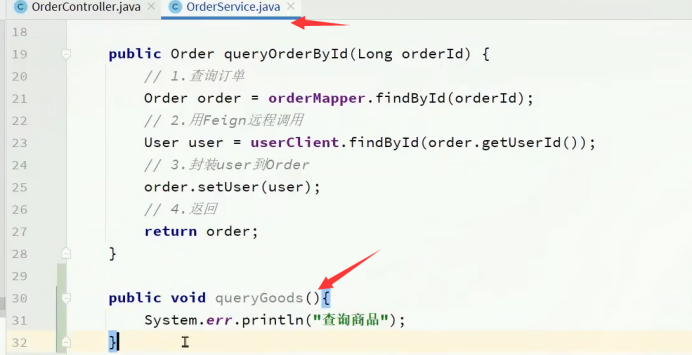 OrderController.java × OrderService.java ×
18
19 public Order queryOrderById(Long orderId) {
20 // 1.查询订单
21 Order order = orderMapper.findById(orderId);
22 // 2.用Feign远程调用
23 User user = userClient.findById(order.getUserId());
24 // 3.封装user到Order
25 order.setUser(user);
26 // 4.返回
27 return order;
28 }
29
30 public void queryGoods(){
31 System.err.println("查询商品");
32 }